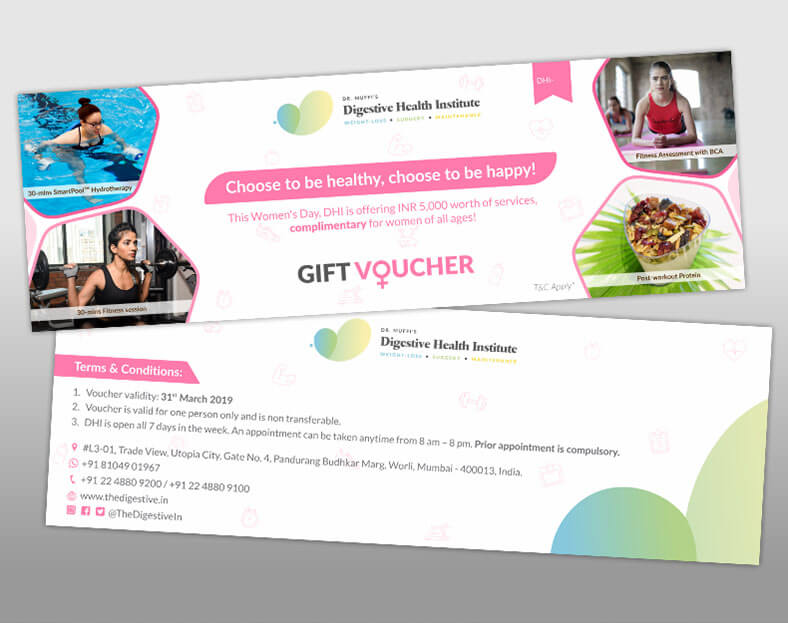 DR. MUFFI'S
Digestive Health Institute
WEIGHT-LOSS • SURGERY • MAINTENANCE
DHI-
30-mins SmartPool™ Hydrotherapy
Fitness Assessment with BCA
Choose to be healthy, choose to be happy!
This Women's Day, DHI is offering INR 5,000 worth of services,
complimentary for women of all ages!
GIFT VOUCHER
30-mins Fitness session
Post-workout Protein
T&C Apply*
DR. MUFFI'S
Digestive Health Institute
WEIGHT-LOSS • SURGERY • MAINTENANCE
Terms & Conditions:
1. Voucher validity: 31st March 2019
2. Voucher is valid for one person only and is non transferable.
3. DHI is open all 7 days in the week. An appointment can be taken anytime from 8 am – 8 pm. Prior appointment is compulsory.
#L3-01, Trade View, Utopia City, Gate No. 4, Pandurang Budhkar Marg, Worli, Mumbai - 400013, India.
+91 81049 01967
+91 22 4880 9200 / +91 22 4880 9100
www.thedigestive.in
@TheDigestiveIn